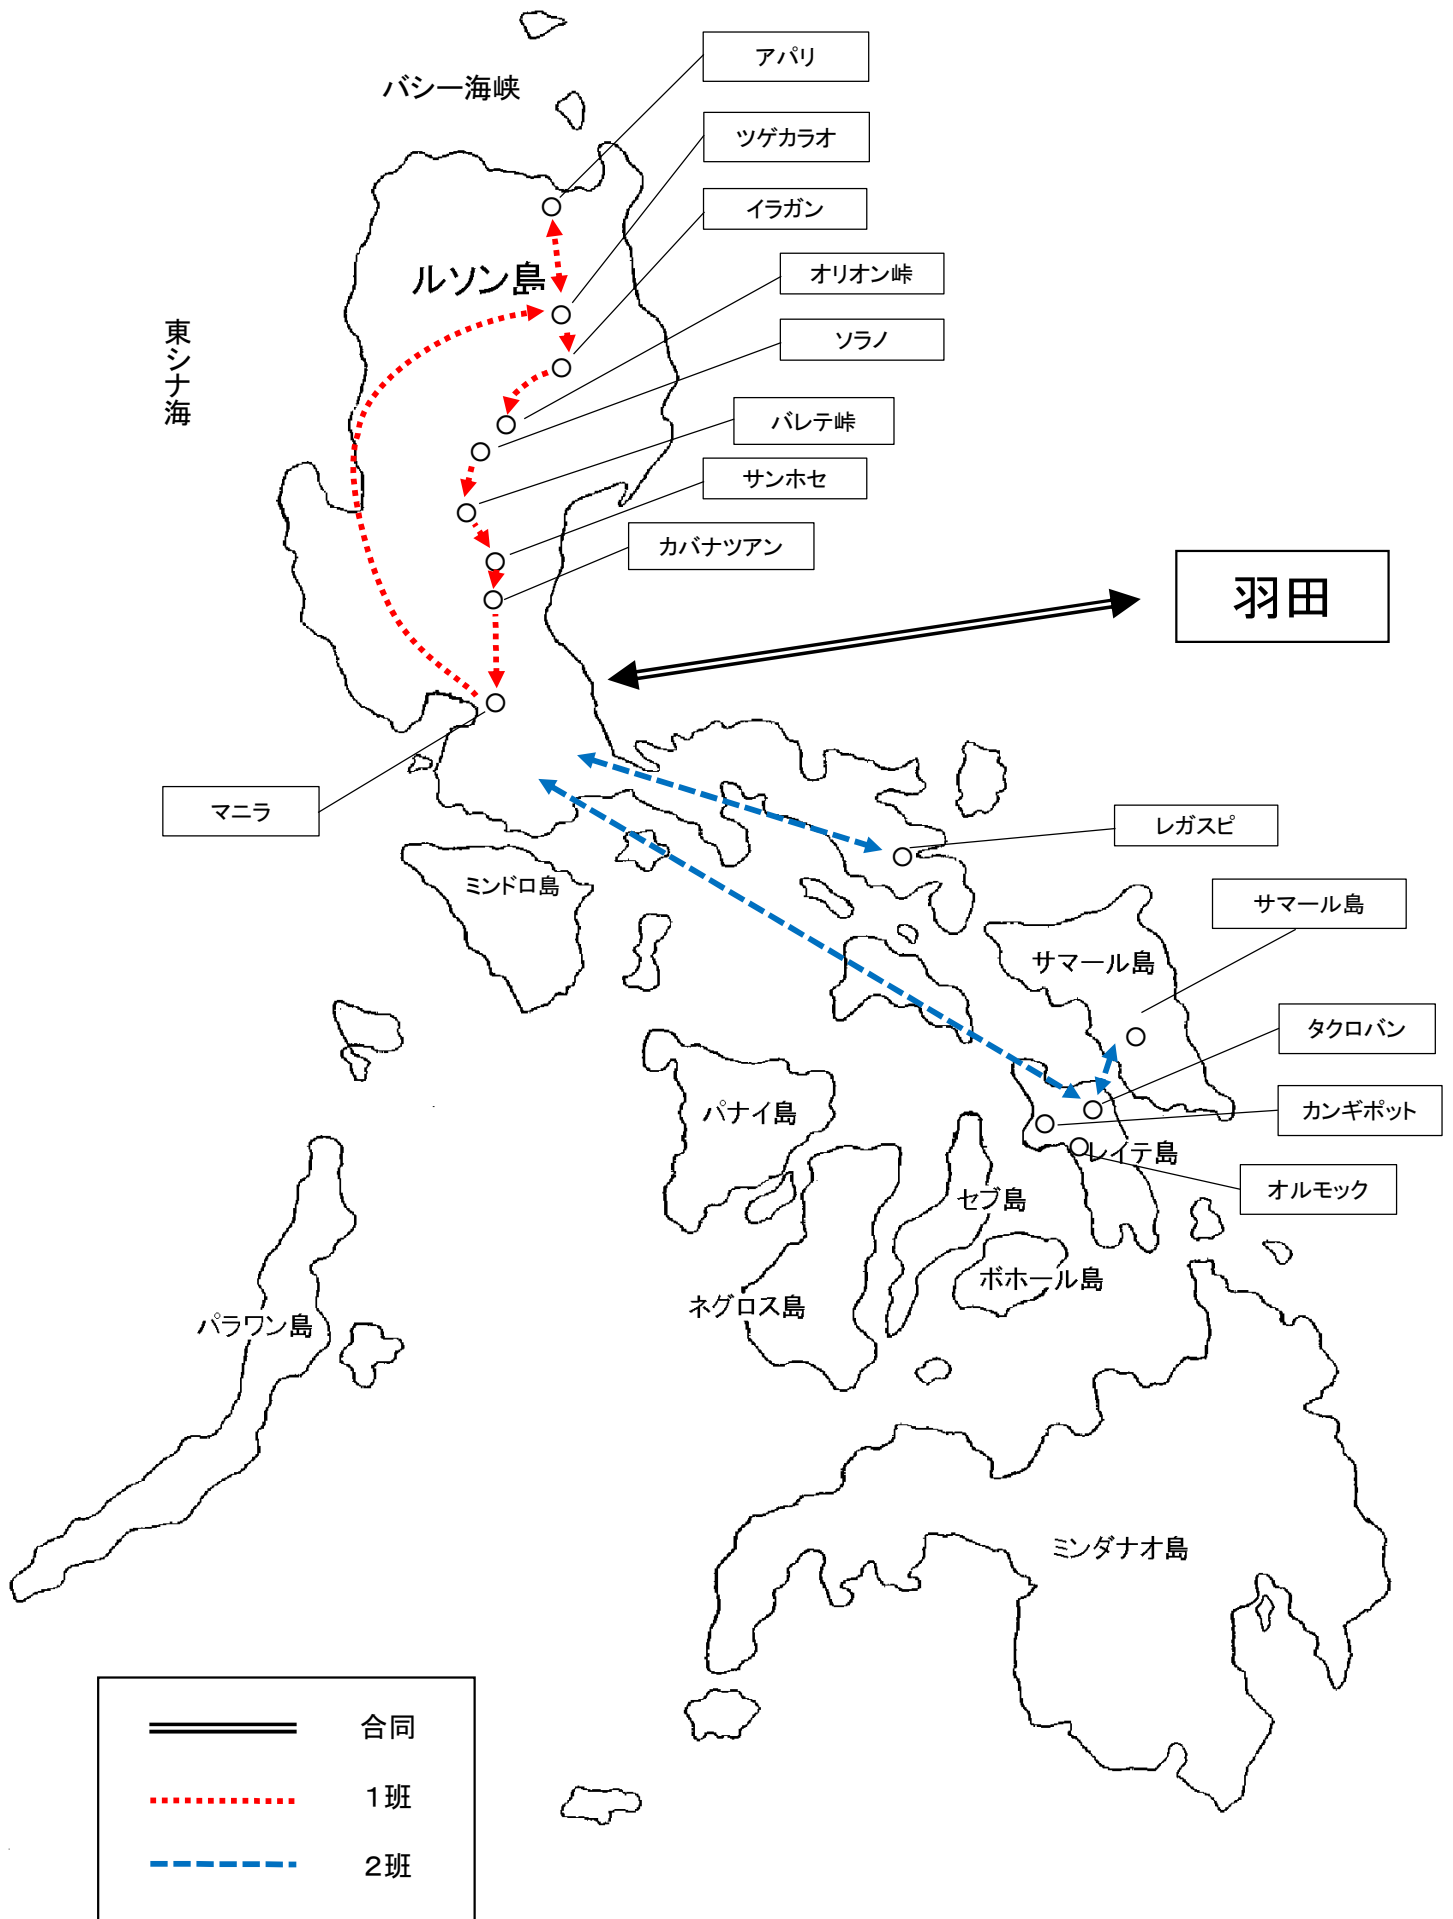 アパリ
バシー海峡
ツゲカラオ
イラガン
ルソン島
オリオン峠
東シナ海
ソラノ
バレテ峠
サンホセ
カバナツアン
羽田
マニラ
レガスピ
ミンドロ島
サマール島
サマール島
タクロバン
パナイ島
カンギポット
レイテ島
オルモック
セブ島
ボホール島
ネグロス島
パラワン島
ミンダナオ島
合同
１班
２班